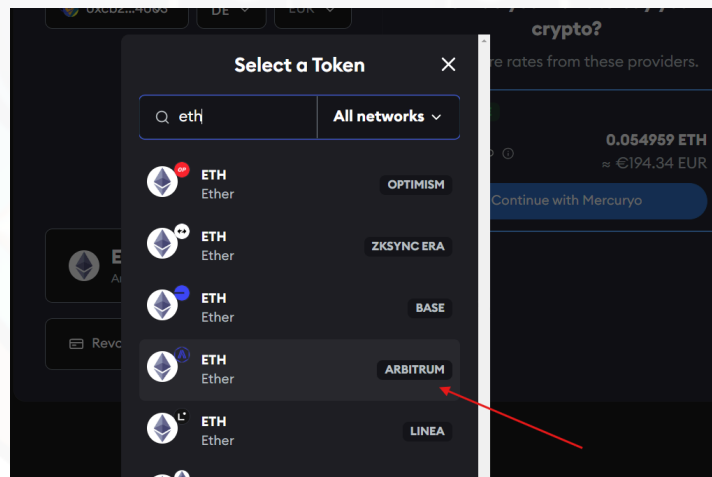 DE
EUR
crypto?
Select a Token
re rates from these providers.
eth
All networks
0.054959 ETH
≈ €194.34 EUR
Continue with Mercuryo
ETH
Ether
OP
OPTIMISM
ETH
Ether
ZKSYNC ERA
ETH
Ether
BASE
ETH
Ether
ARBITRUM
ETH
Ether
LINEA
E
Revo